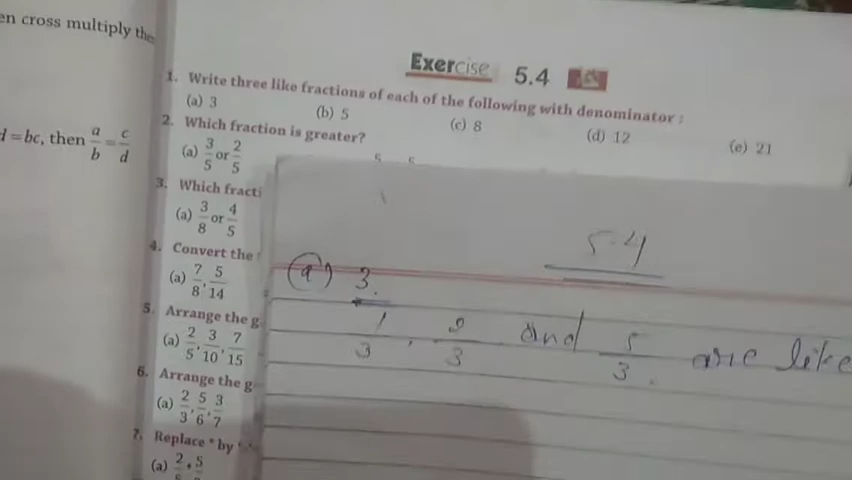 en cross multiply the
d = bc, then a/b = c/d
Exercise 5.4
1. Write three like fractions of each of the following with denominator :
(a) 3 (b) 5 (c) 8 (d) 12 (e) 21
2. Which fraction is greater?
(a) 3/5 or 2/5
3. Which fracti
(a) 3/8 or 4/5
4. Convert the
(a) 7/8, 5/14
5. Arrange the g
(a) 2/5, 3/10, 7/15
6. Arrange the g
(a) 2/3, 5/6, 3/7
7. Replace * by
(a) 2 * 5
5.4
(a) 3.
1/3, 2/3 and 5/3. are like